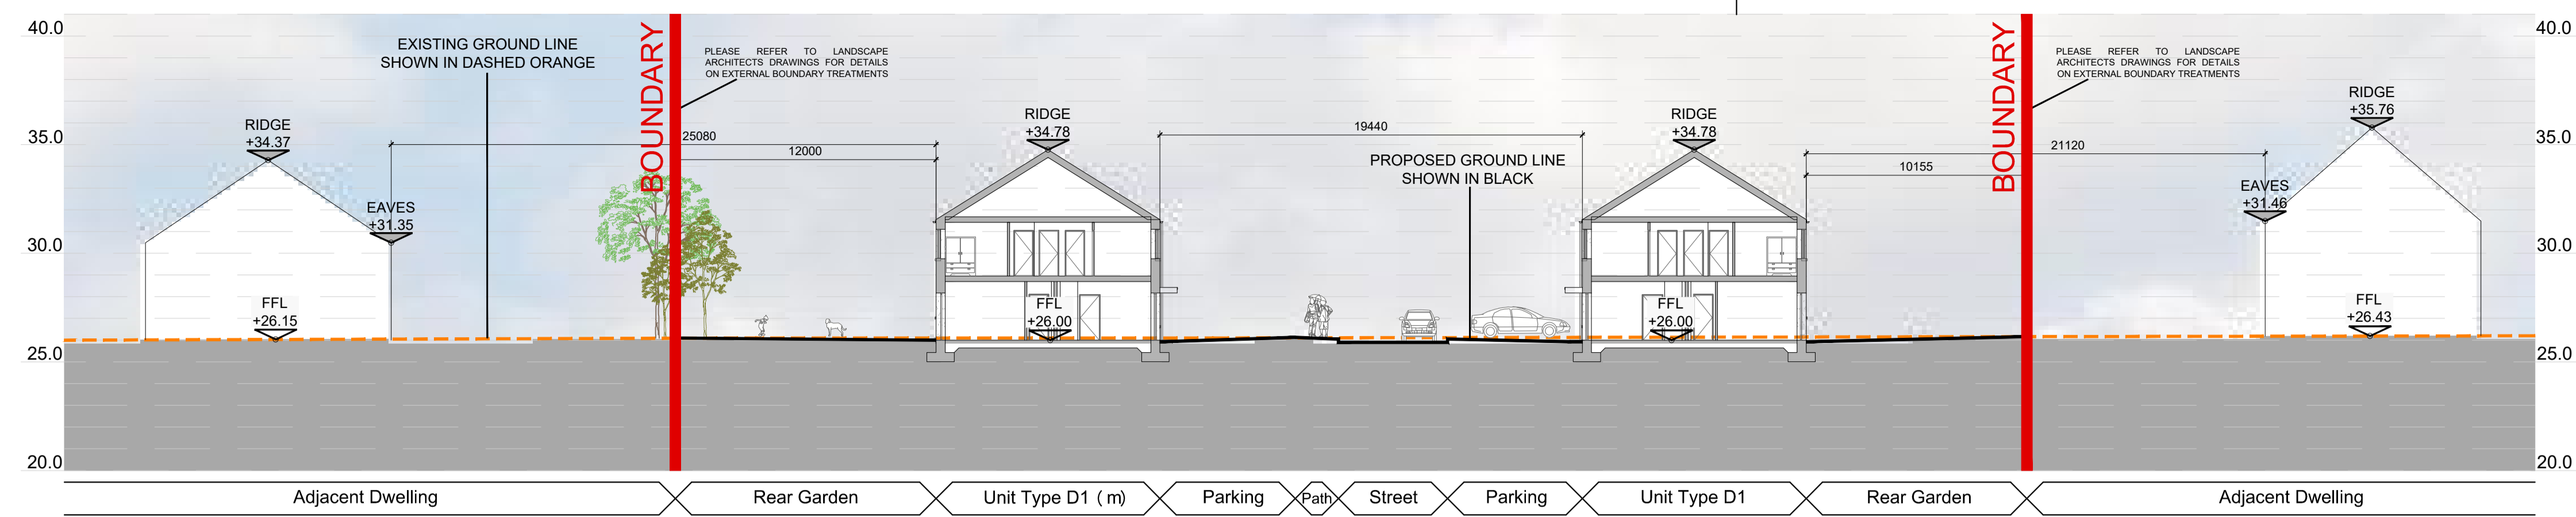 40.0
35.0
30.0
25.0
20.0
EXISTING GROUND LINE
SHOWN IN DASHED ORANGE
RIDGE
+34.37
EAVES
+31.35
FFL
+26.15
BOUNDARY
PLEASE REFER TO LANDSCAPE
ARCHITECTS DRAWINGS FOR DETAILS
ON EXTERNAL BOUNDARY TREATMENTS
25080
12000
RIDGE
+34.78
FFL
+26.00
19440
PROPOSED GROUND LINE
SHOWN IN BLACK
RIDGE
+34.78
FFL
+26.00
10155
21120
BOUNDARY
PLEASE REFER TO LANDSCAPE
ARCHITECTS DRAWINGS FOR DETAILS
ON EXTERNAL BOUNDARY TREATMENTS
RIDGE
+35.76
EAVES
+31.46
FFL
+26.43
40.0
35.0
30.0
25.0
20.0
Adjacent Dwelling
Rear Garden
Unit Type D1 (m)
Parking
Path
Street
Parking
Unit Type D1
Rear Garden
Adjacent Dwelling